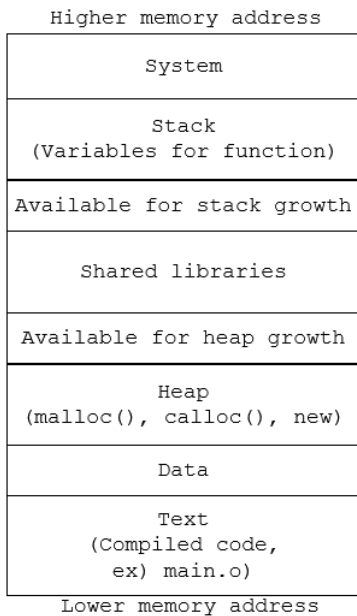 Higher memory address
System
Stack
(Variables for function)
Available for stack growth
Shared libraries
Available for heap growth
Heap
(malloc(), calloc(), new)
Data
Text
(Compiled code,
ex) main.o)
Lower memory address